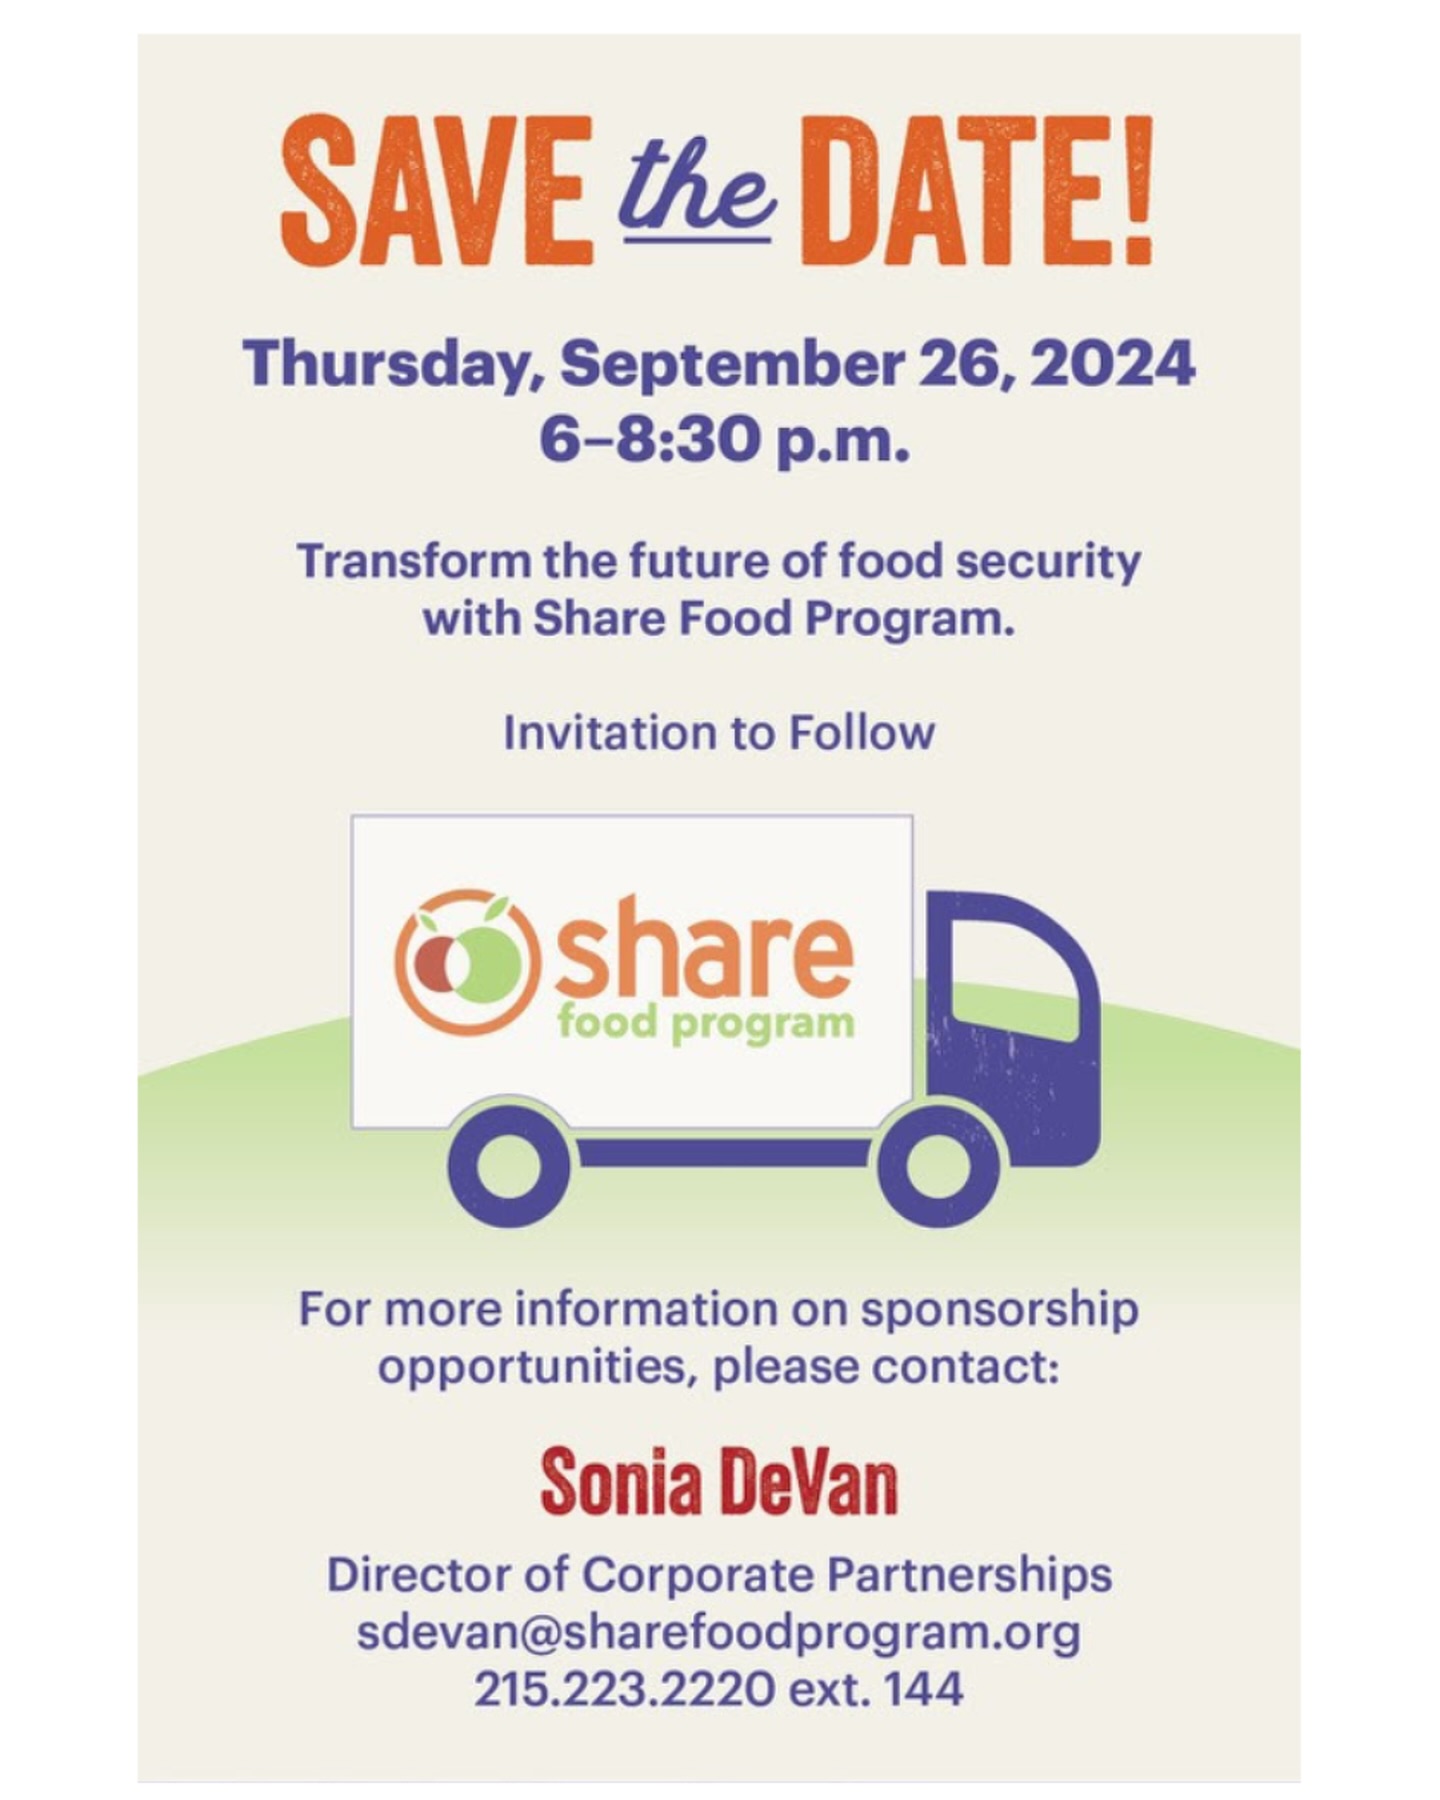 SAVE the DATE!
Thursday, September 26, 2024
6–8:30 p.m.
Transform the future of food security
with Share Food Program.
Invitation to Follow
share
food program
For more information on sponsorship
opportunities, please contact:
Sonia DeVan
Director of Corporate Partnerships
sdevan@sharefoodprogram.org
215.223.2220 ext. 144